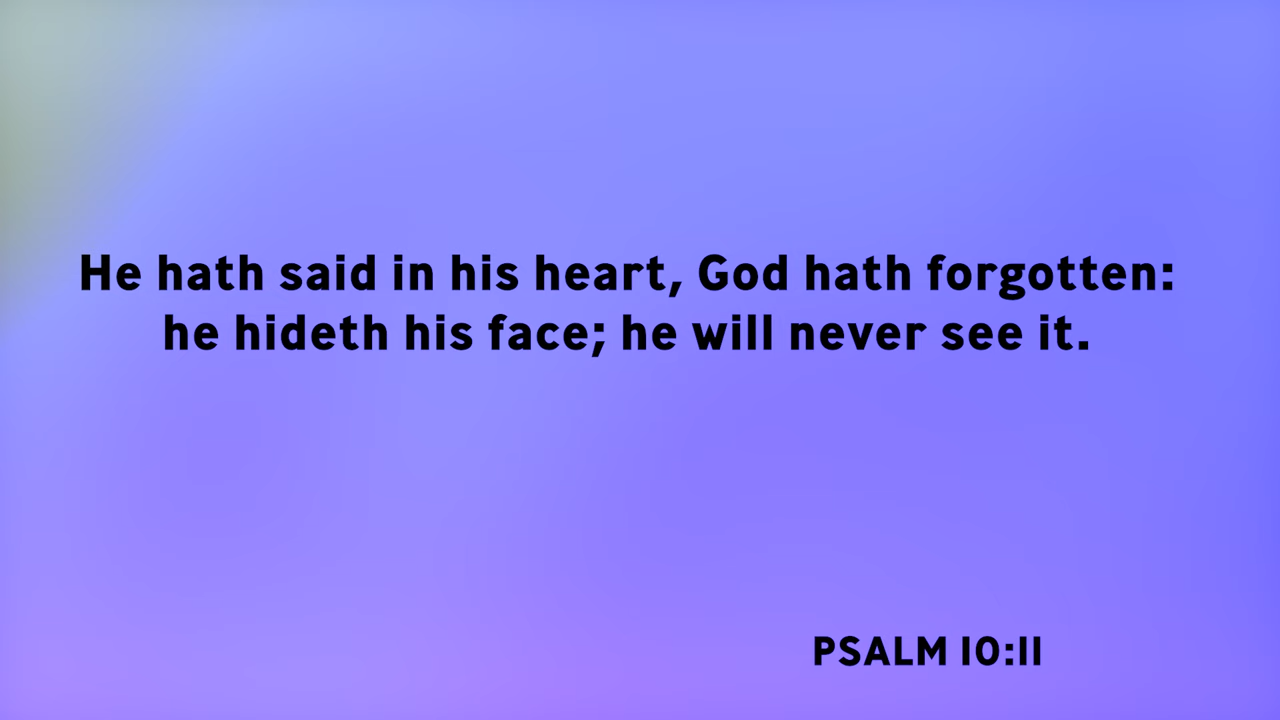 He hath said in his heart, God hath forgotten:
he hideth his face; he will never see it.
PSALM 10:11